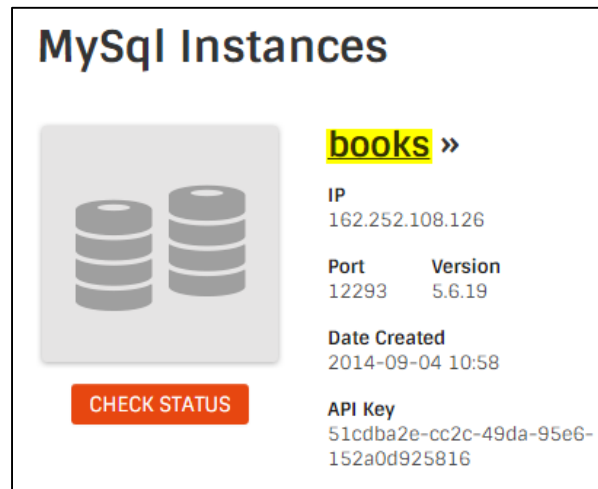 MySql Instances
books »
IP
162.252.108.126
Port Version
12293 5.6.19
Date Created
2014-09-04 10:58
CHECK STATUS
API Key
51cdba2e-cc2c-49da-95e6-
152a0d925816